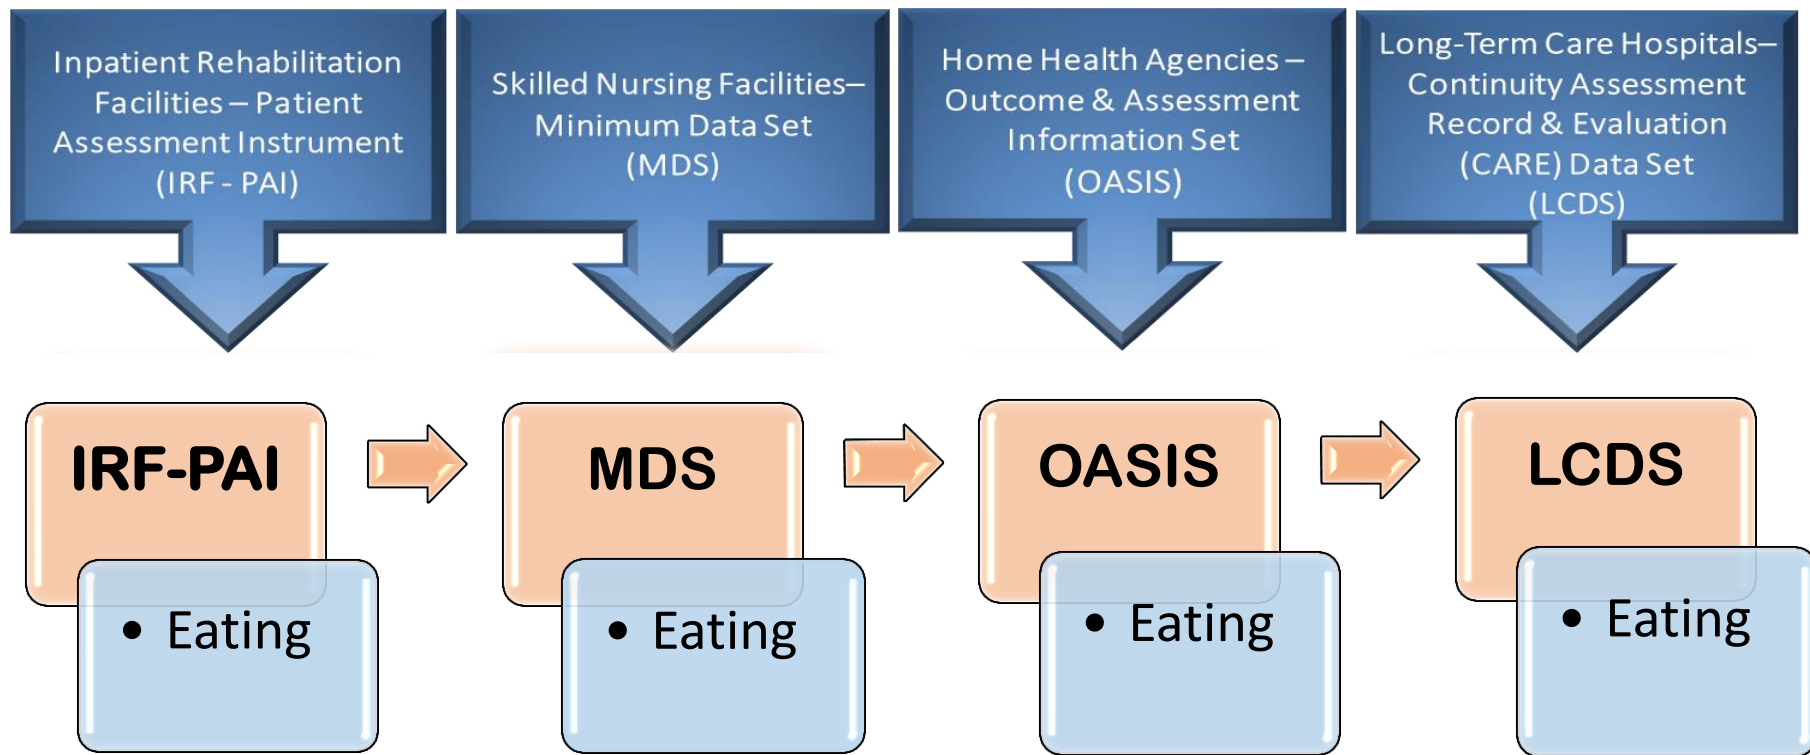 Inpatient Rehabilitation
Facilities – Patient
Assessment Instrument
(IRF - PAI)
Skilled Nursing Facilities–
Minimum Data Set
(MDS)
Home Health Agencies –
Outcome & Assessment
Information Set
(OASIS)
Long-Term Care Hospitals–
Continuity Assessment
Record & Evaluation
(CARE) Data Set
(LCDS)
IRF-PAI
MDS
OASIS
LCDS
• Eating
• Eating
• Eating
• Eating